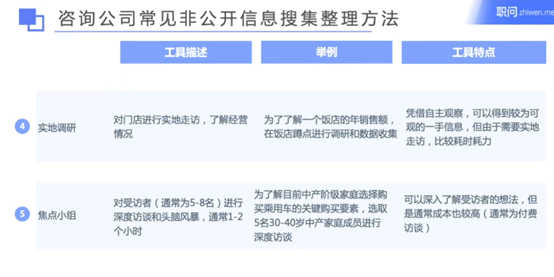 咨询公司常见非公开信息搜集整理方法
职问 zhiwen.me
工具描述
举例
工具特点
4
实地调研
对门店进行实地走访，了解经营
情况
为了了解一个饭店的年销售额，
在饭店蹲点进行调研和数据收集
凭借自主观察，可以得到较为可
观的一手信息，但由于需要实地
走访，比较耗时耗力
5
焦点小组
对受访者（通常为5-8名）进行
深度访谈和头脑风暴，通常1-2
个小时
为了解目前中产阶级家庭选择购
买乘用车的关键购买要素，选取
5名30-40岁中产家庭成员进行
深度访谈
可以深入了解受访者的想法，但
是通常成本也较高（通常为付费
访谈）